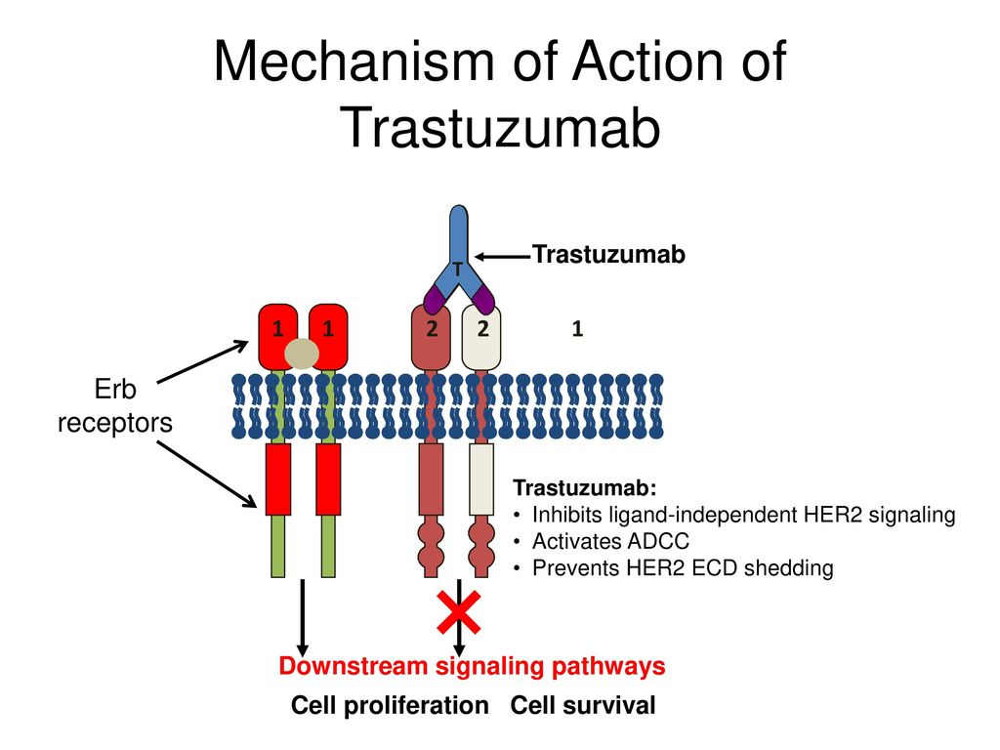 Mechanism of Action of
Trastuzumab
Trastuzumab
T
1 1 2 2 1
Erb
receptors
Trastuzumab:
• Inhibits ligand-independent HER2 signaling
• Activates ADCC
• Prevents HER2 ECD shedding
Downstream signaling pathways
Cell proliferation Cell survival